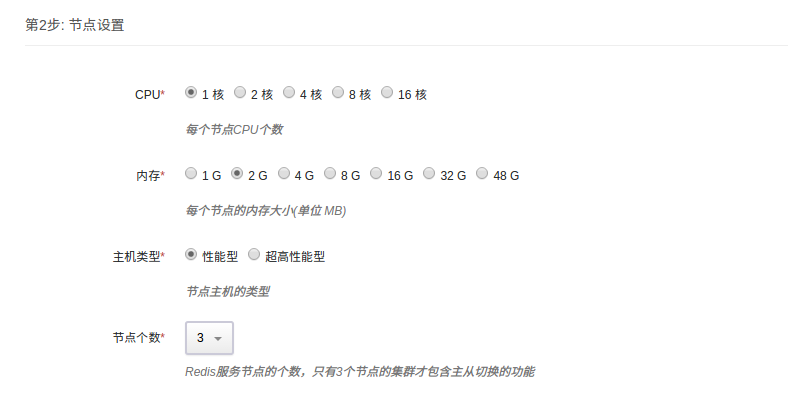 第2步: 节点设置
CPU* 1 核 2 核 4 核 8 核 16 核
每个节点CPU个数
内存* 1 G 2 G 4 G 8 G 16 G 32 G 48 G
每个节点的内存大小(单位 MB)
主机类型* 性能型 超高性能型
节点主机的类型
节点个数* 3
Redis服务节点的个数，只有3个节点的集群才包含主从切换的功能